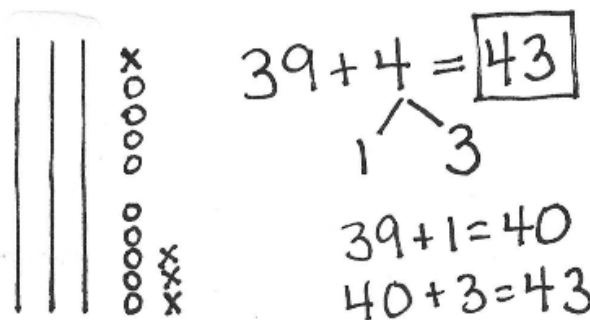 39 + 4 = 43
1 3
39 + 1 = 40
40 + 3 = 43